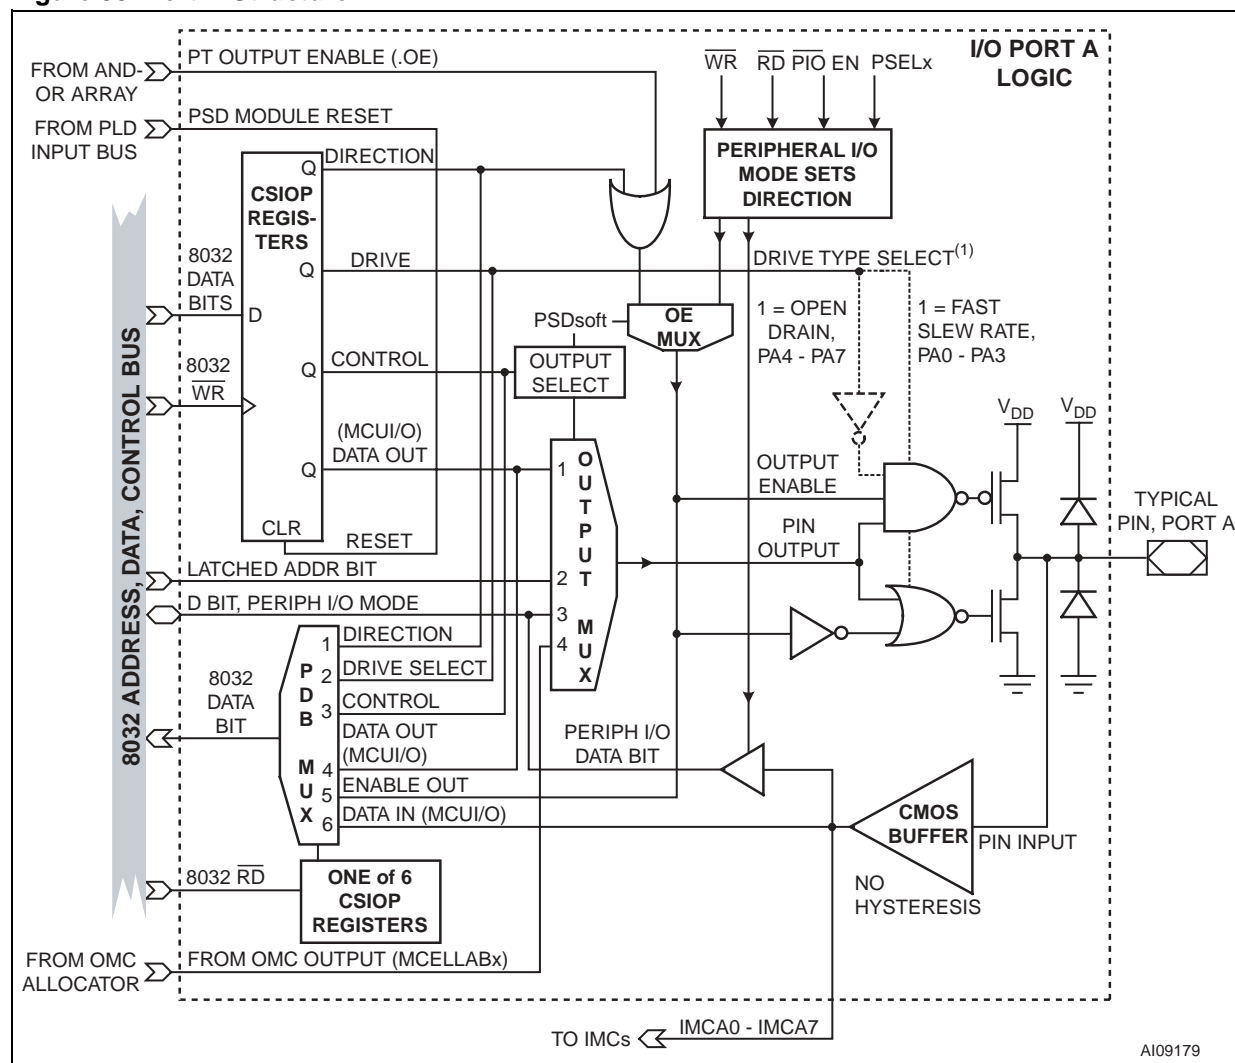 I/O PORT A
LOGIC
FROM AND-
OR ARRAY
PT OUTPUT ENABLE (.OE)
WR
RD
PIO EN
PSELx
FROM PLD
INPUT BUS
PSD MODULE RESET
PERIPHERAL I/O
MODE SETS
DIRECTION
Q
DIRECTION
CSIOP
REGIS-
TERS
8032 ADDRESS, DATA, CONTROL BUS
8032
DATA
BITS
D
Q
DRIVE
DRIVE TYPE SELECT(1)
1 = OPEN
DRAIN,
PA4 - PA7
1 = FAST
SLEW RATE,
PA0 - PA3
PSDsoft
OE
MUX
OUTPUT
SELECT
8032
WR
Q
CONTROL
(MCUI/O)
DATA OUT
Q
VDD
VDD
OUTPUT MUX
1
2
3
4
OUTPUT
ENABLE
TYPICAL
PIN, PORT A
PIN
OUTPUT
CLR
RESET
LATCHED ADDR BIT
D BIT, PERIPH I/O MODE
PDB MUX
1
DIRECTION
2
DRIVE SELECT
3
CONTROL
DATA OUT
(MCUI/O)
4
5
ENABLE OUT
6
DATA IN (MCUI/O)
8032
DATA
BIT
PERIPH I/O
DATA BIT
CMOS
BUFFER
PIN INPUT
NO
HYSTERESIS
8032 RD
ONE of 6
CSIOP
REGISTERS
FROM OMC
ALLOCATOR
FROM OMC OUTPUT (MCELLABx)
TO IMCs
IMCA0 - IMCA7
AI09179